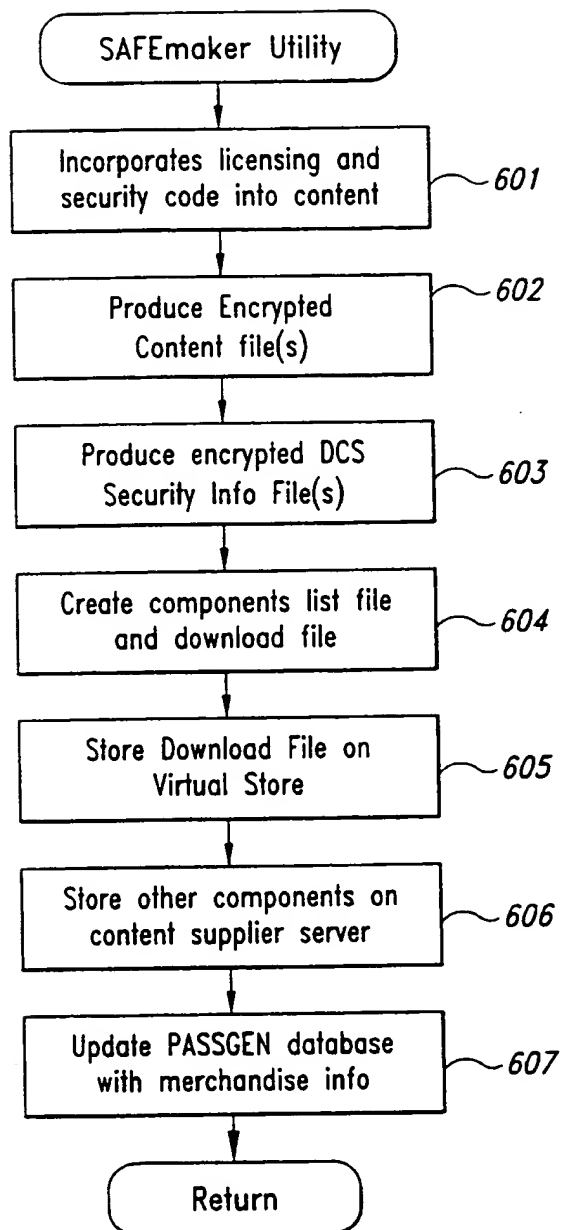 SAFEmaker Utility
Incorporates licensing and
security code into content
601
Produce Encrypted
Content file(s)
602
Produce encrypted DCS
Security Info File(s)
603
Create components list file
and download file
604
Store Download File on
Virtual Store
605
Store other components on
content supplier server
606
Update PASSGEN database
with merchandise info
607
Return